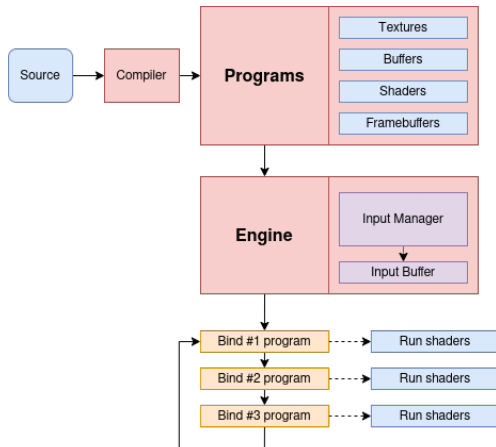 Textures
Buffers
Source
Compiler
Programs
Shaders
Framebuffers
Input Manager
Engine
Input Buffer
Bind #1 program
Run shaders
Bind #2 program
Run shaders
Bind #3 program
Run shaders